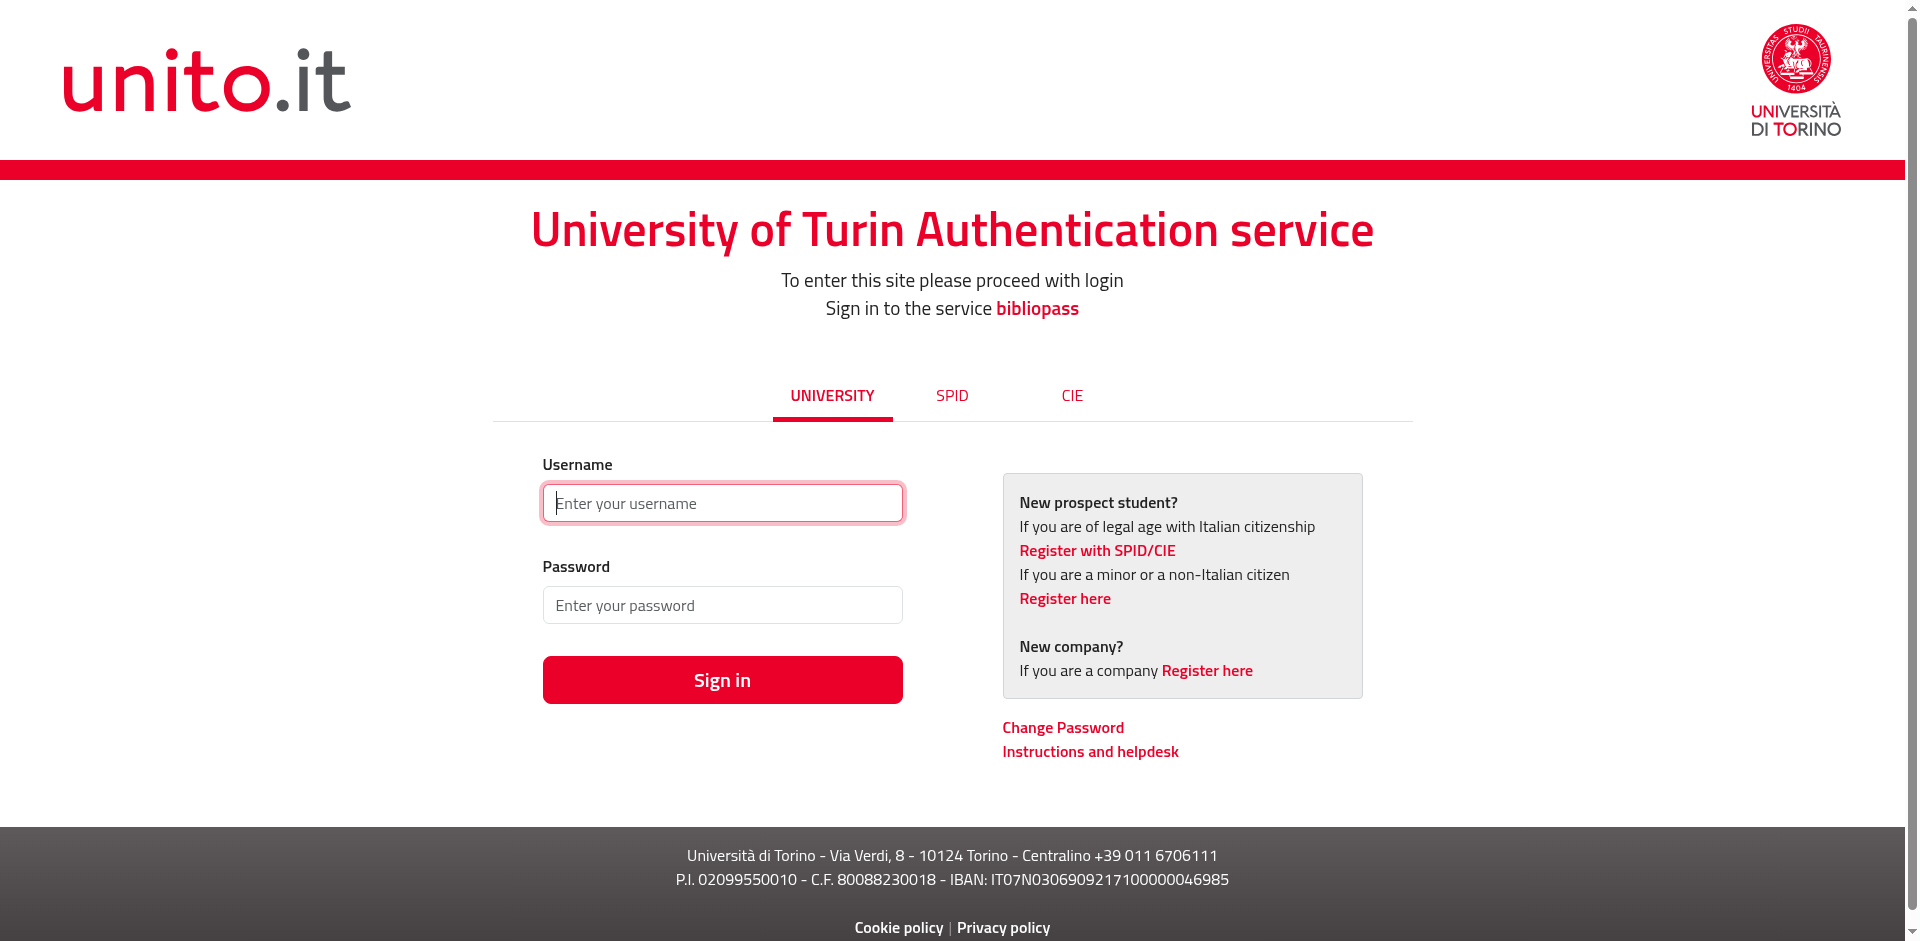 unito.it
UNIVERSITAS STUDII TAURINENSIS
1404
UNIVERSITÀ
DI TORINO
University of Turin Authentication service
To enter this site please proceed with login
Sign in to the service bibliopass
UNIVERSITY SPID CIE
Username
Enter your username
Password
Enter your password
Sign in
New prospect student?
If you are of legal age with Italian citizenship
Register with SPID/CIE
If you are a minor or a non-Italian citizen
Register here
New company?
If you are a company Register here
Change Password
Instructions and helpdesk
Università di Torino - Via Verdi, 8 - 10124 Torino - Centralino +39 011 6706111
P.I. 02099550010 - C.F. 80088230018 - IBAN: IT07N0306909217100000046985
Cookie policy | Privacy policy